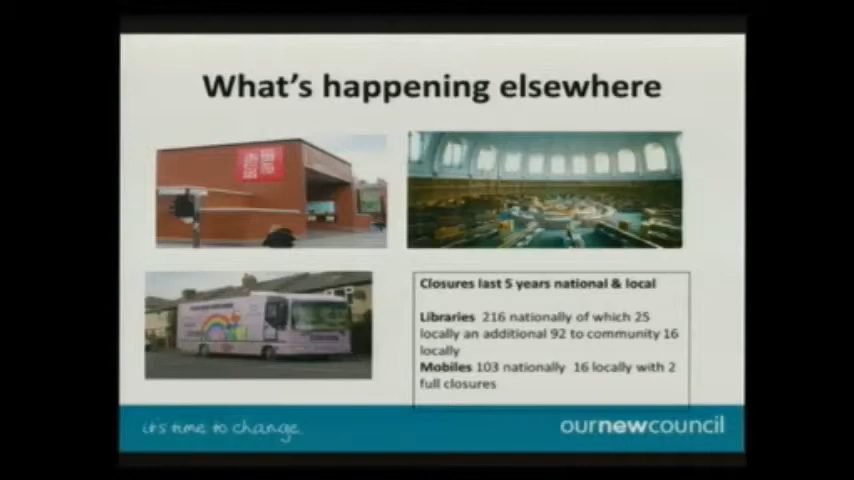 What's happening elsewhere
Closures last 5 years national & local
Libraries 216 nationally of which 25
locally an additional 92 to community 16
locally
Mobiles 103 nationally 16 locally with 2
full closures
it's time to change
ournewcouncil